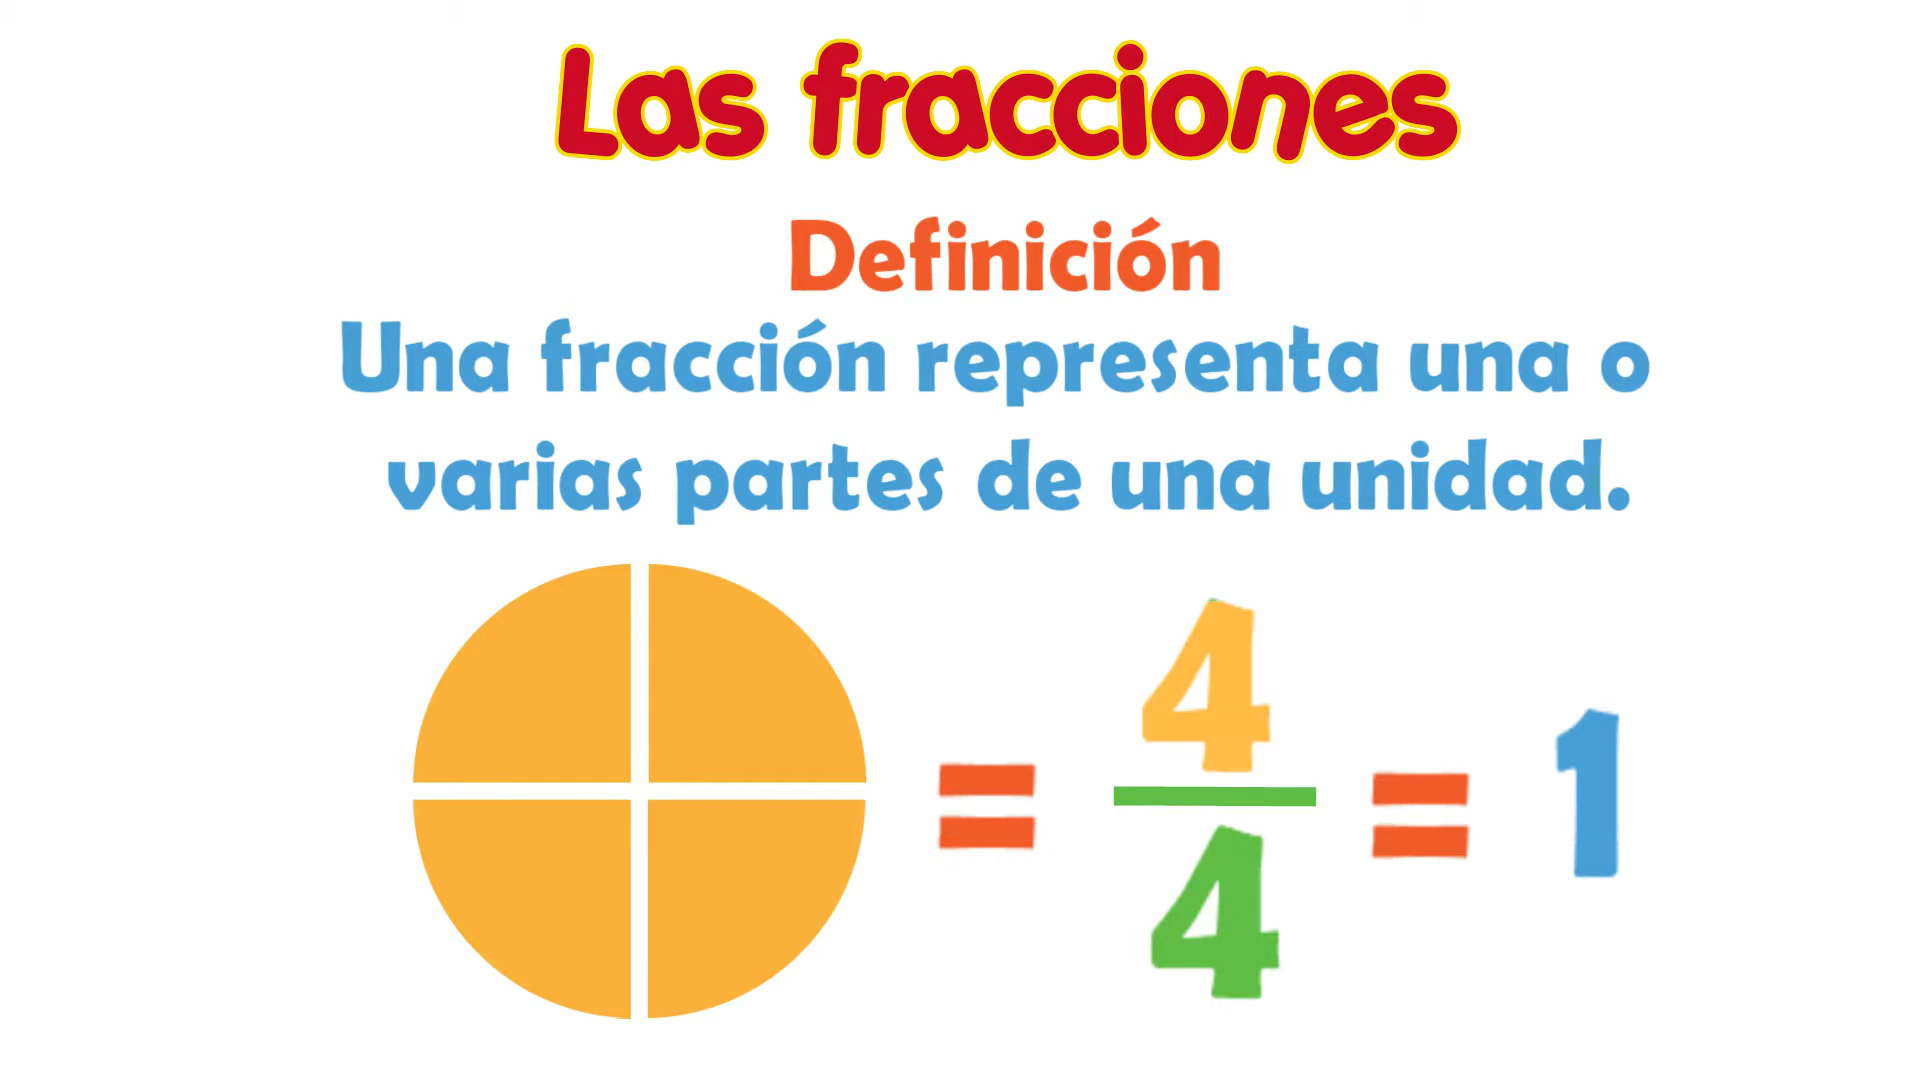 Las fracciones
Definición
Una fracción representa una o
varias partes de una unidad.
= 4/4 = 1